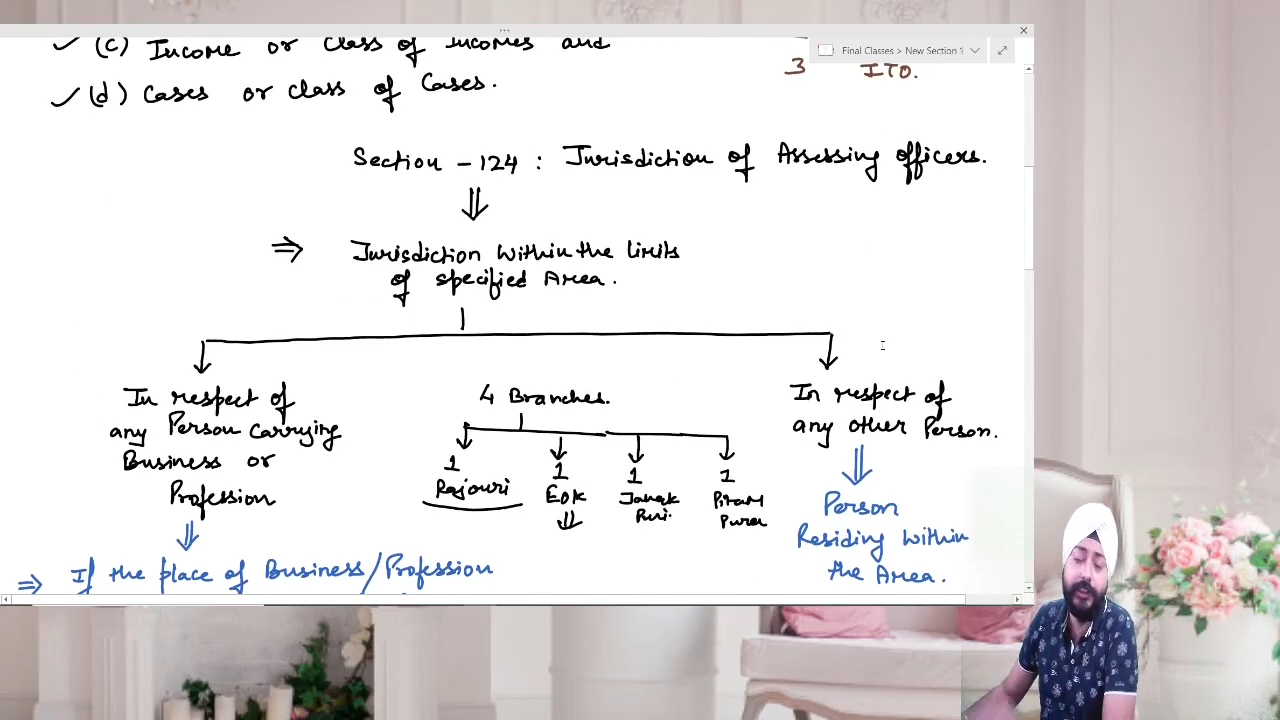 Final Classes > New Section 1
✓ (c) Income or Class of Incomes and
3 ITO.
✓ (d) Cases or class of Cases.
Section - 124 : Jurisdiction of Assessing officers.
⇒ Jurisdiction within the limits
of specified Area.
In respect of
any Person carrying
Business or
Profession
4 Branches.
1 1 1 1
Rajouri EOK Janak Pitam
Puri. Pura
In respect of
any other Person.
Person
Residing within
the Area.
⇒ If the place of Business/Profession